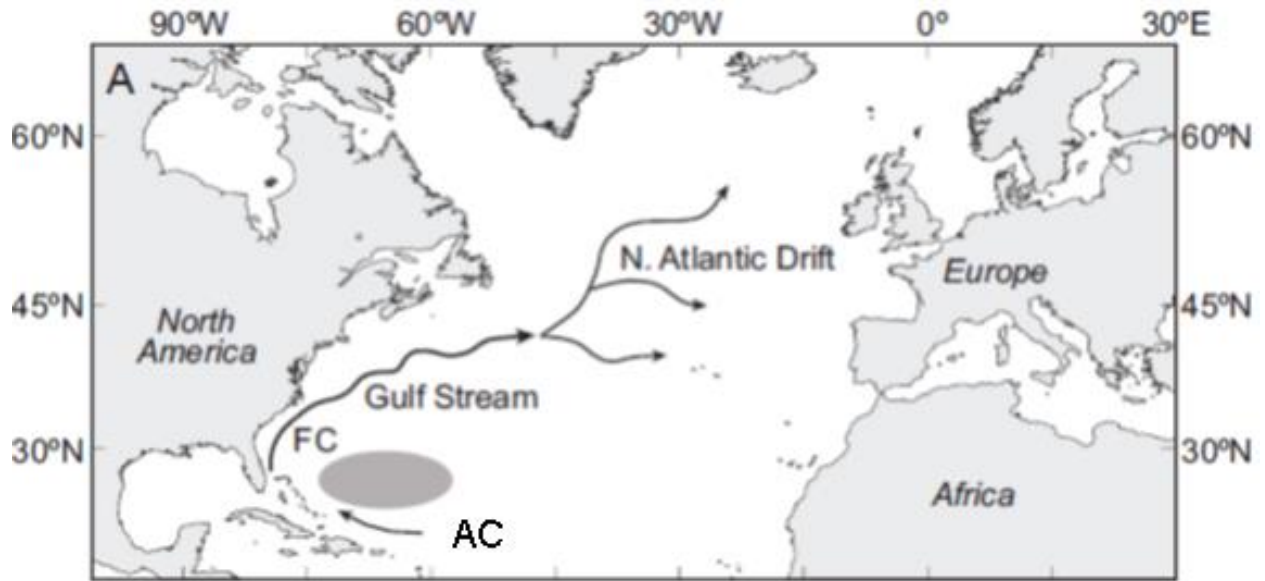 90ºW 60ºW 30ºW 0º 30ºE
A
60ºN 60ºN
N. Atlantic Drift
Europe
45ºN 45ºN
North
America
Gulf Stream
FC
30ºN 30ºN
Africa
AC